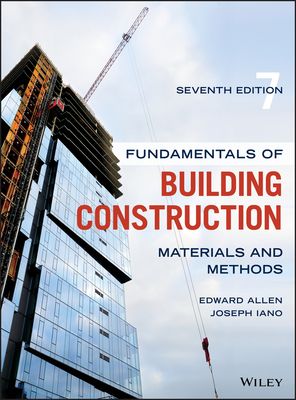 SEVENTH EDITION 7
FUNDAMENTALS OF
BUILDING
CONSTRUCTION
MATERIALS AND
METHODS
EDWARD ALLEN
JOSEPH IANO
WILEY